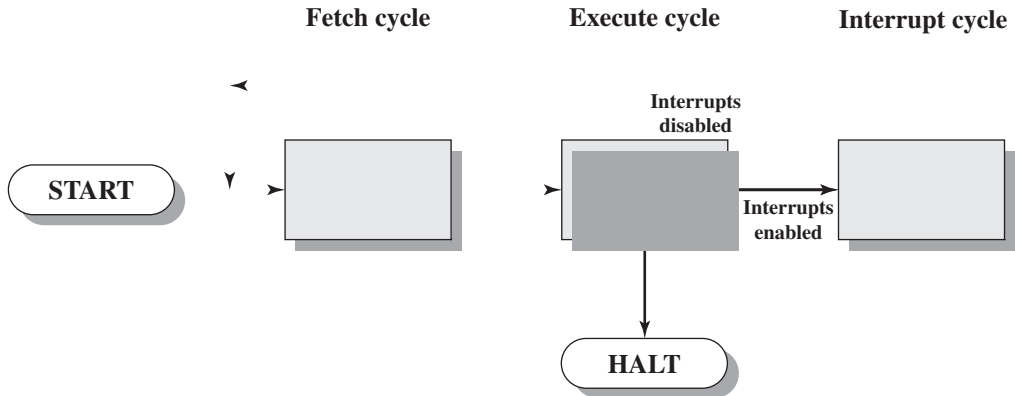 Fetch cycle
Execute cycle
Interrupt cycle
Interrupts
disabled
START
Interrupts
enabled
HALT